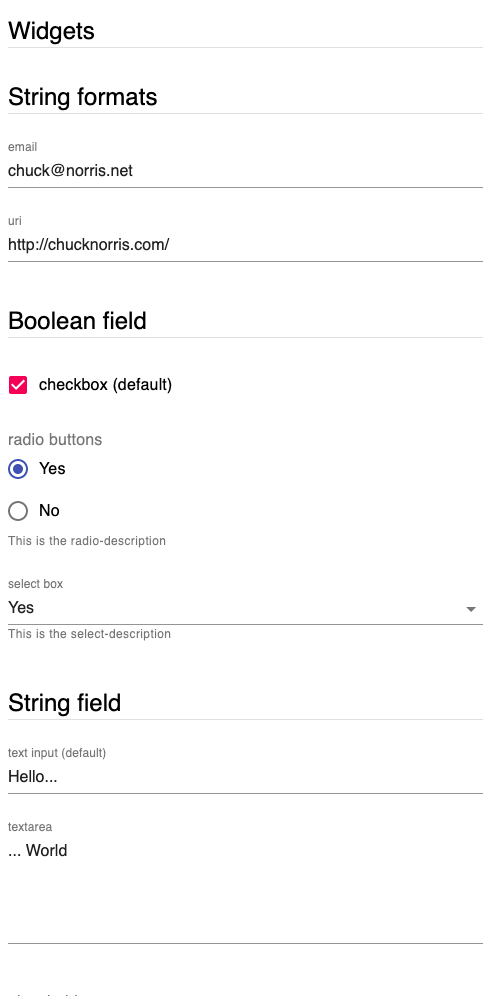 Widgets
String formats
email
chuck@norris.net
uri
http://chucknorris.com/
Boolean field
checkbox (default)
radio buttons
Yes
No
This is the radio-description
select box
Yes
This is the select-description
String field
text input (default)
Hello...
textarea
... World